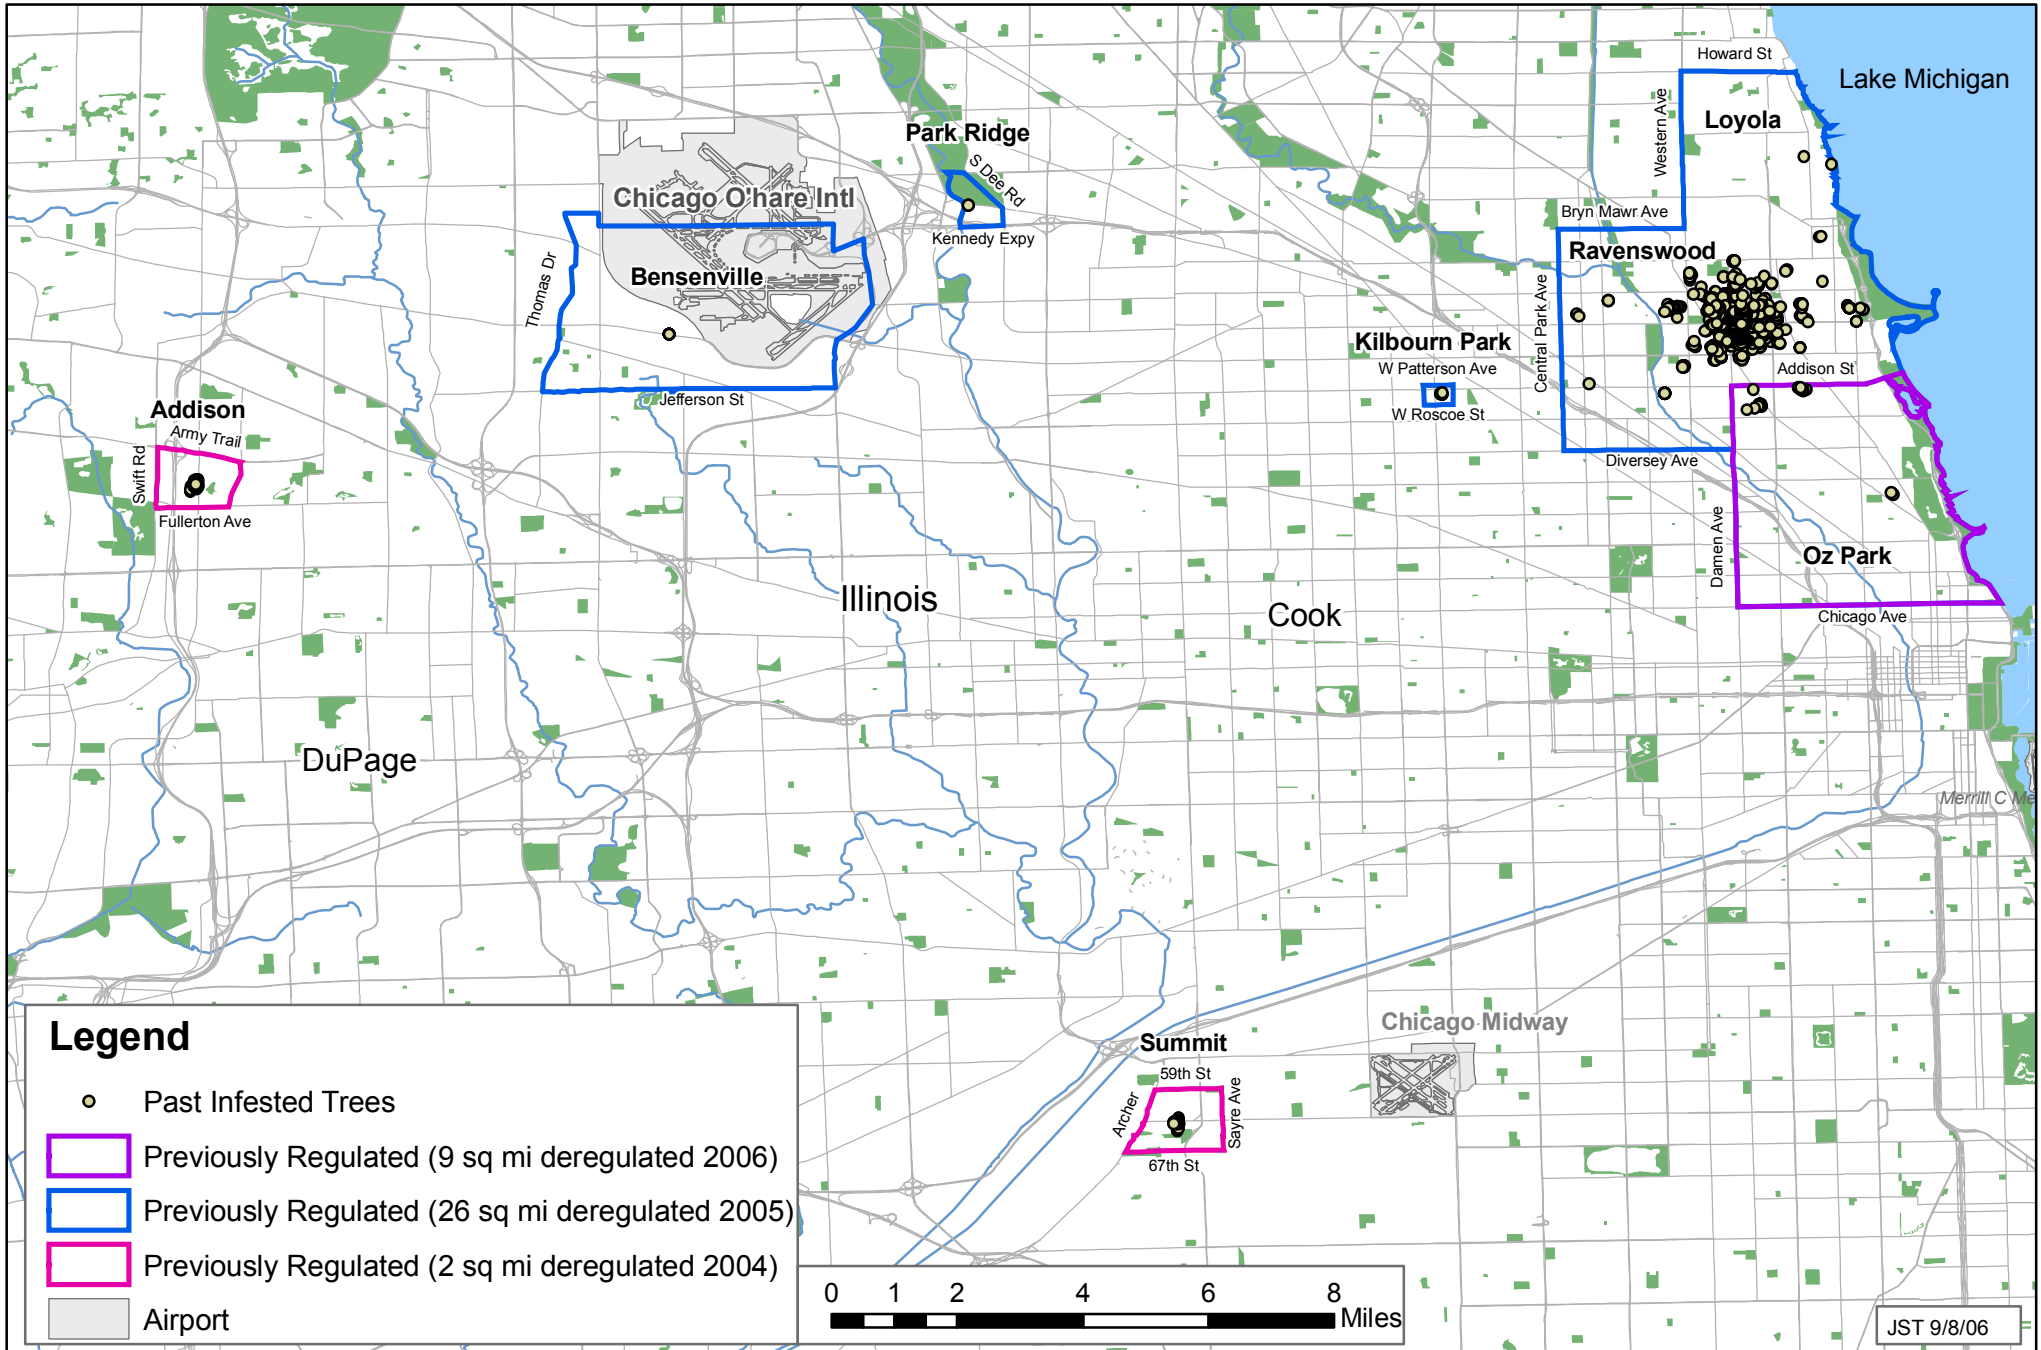 Howard St
Lake Michigan
Western Ave
Loyola
Park Ridge
S Dee Rd
Chicago O'hare Intl
Bryn Mawr Ave
Kennedy Expy
Ravenswood
Thomas Dr
Bensenville
Central Park Ave
Kilbourn Park
W Patterson Ave
Addison St
Jefferson St
W Roscoe St
Addison
Army Trail
Swift Rd
Diversey Ave
Fullerton Ave
Damen Ave
Oz Park
Illinois
Cook
Chicago Ave
DuPage
Merrill C Me
Chicago Midway
Summit
59th St
Archer
Sayre Ave
67th St
Legend
Past Infested Trees
Previously Regulated (9 sq mi deregulated 2006)
Previously Regulated (26 sq mi deregulated 2005)
Previously Regulated (2 sq mi deregulated 2004)
Airport
0 1 2 4 6 8
Miles
JST 9/8/06